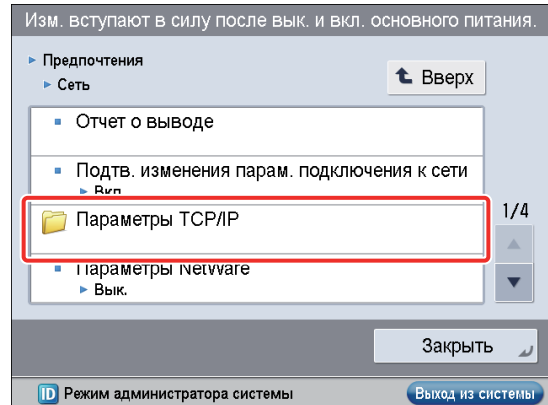 Изм. вступают в силу после вык. и вкл. основного питания.
Предпочтения
Сеть
Вверх
Отчет о выводе
Подтв. изменения парам. подключения к сети
Вкл
Параметры TCP/IP
1/4
Параметры NetWare
Вык.
Закрыть
ID Режим администратора системы
Выход из системы